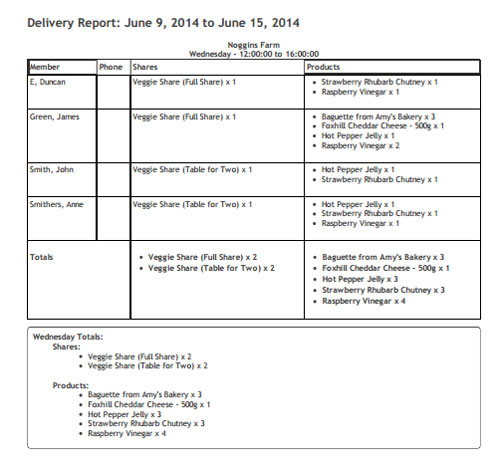 Delivery Report: June 9, 2014 to June 15, 2014
Noggins Farm
Wednesday - 12:00:00 to 16:00:00
Member Phone Shares Products
E, Duncan Veggie Share (Full Share) x 1 • Strawberry Rhubarb Chutney x 1
• Raspberry Vinegar x 1
Green, James Veggie Share (Full Share) x 1 • Baguette from Amy's Bakery x 3
• Foxhill Cheddar Cheese - 500g x 1
• Hot Pepper Jelly x 1
• Raspberry Vinegar x 2
Smith, John Veggie Share (Table for Two) x 1 • Hot Pepper Jelly x 1
• Strawberry Rhubarb Chutney x 1
Smithers, Anne Veggie Share (Table for Two) x 1 • Hot Pepper Jelly x 1
• Strawberry Rhubarb Chutney x 1
• Raspberry Vinegar x 1
Totals • Veggie Share (Full Share) x 2 • Baguette from Amy's Bakery x 3
• Veggie Share (Table for Two) x 2 • Foxhill Cheddar Cheese - 500g x 1
• Hot Pepper Jelly x 3
• Strawberry Rhubarb Chutney x 3
• Raspberry Vinegar x 4
Wednesday Totals:
Shares:
• Veggie Share (Full Share) x 2
• Veggie Share (Table for Two) x 2
Products:
• Baguette from Amy's Bakery x 3
• Foxhill Cheddar Cheese - 500g x 1
• Hot Pepper Jelly x 3
• Strawberry Rhubarb Chutney x 3
• Raspberry Vinegar x 4